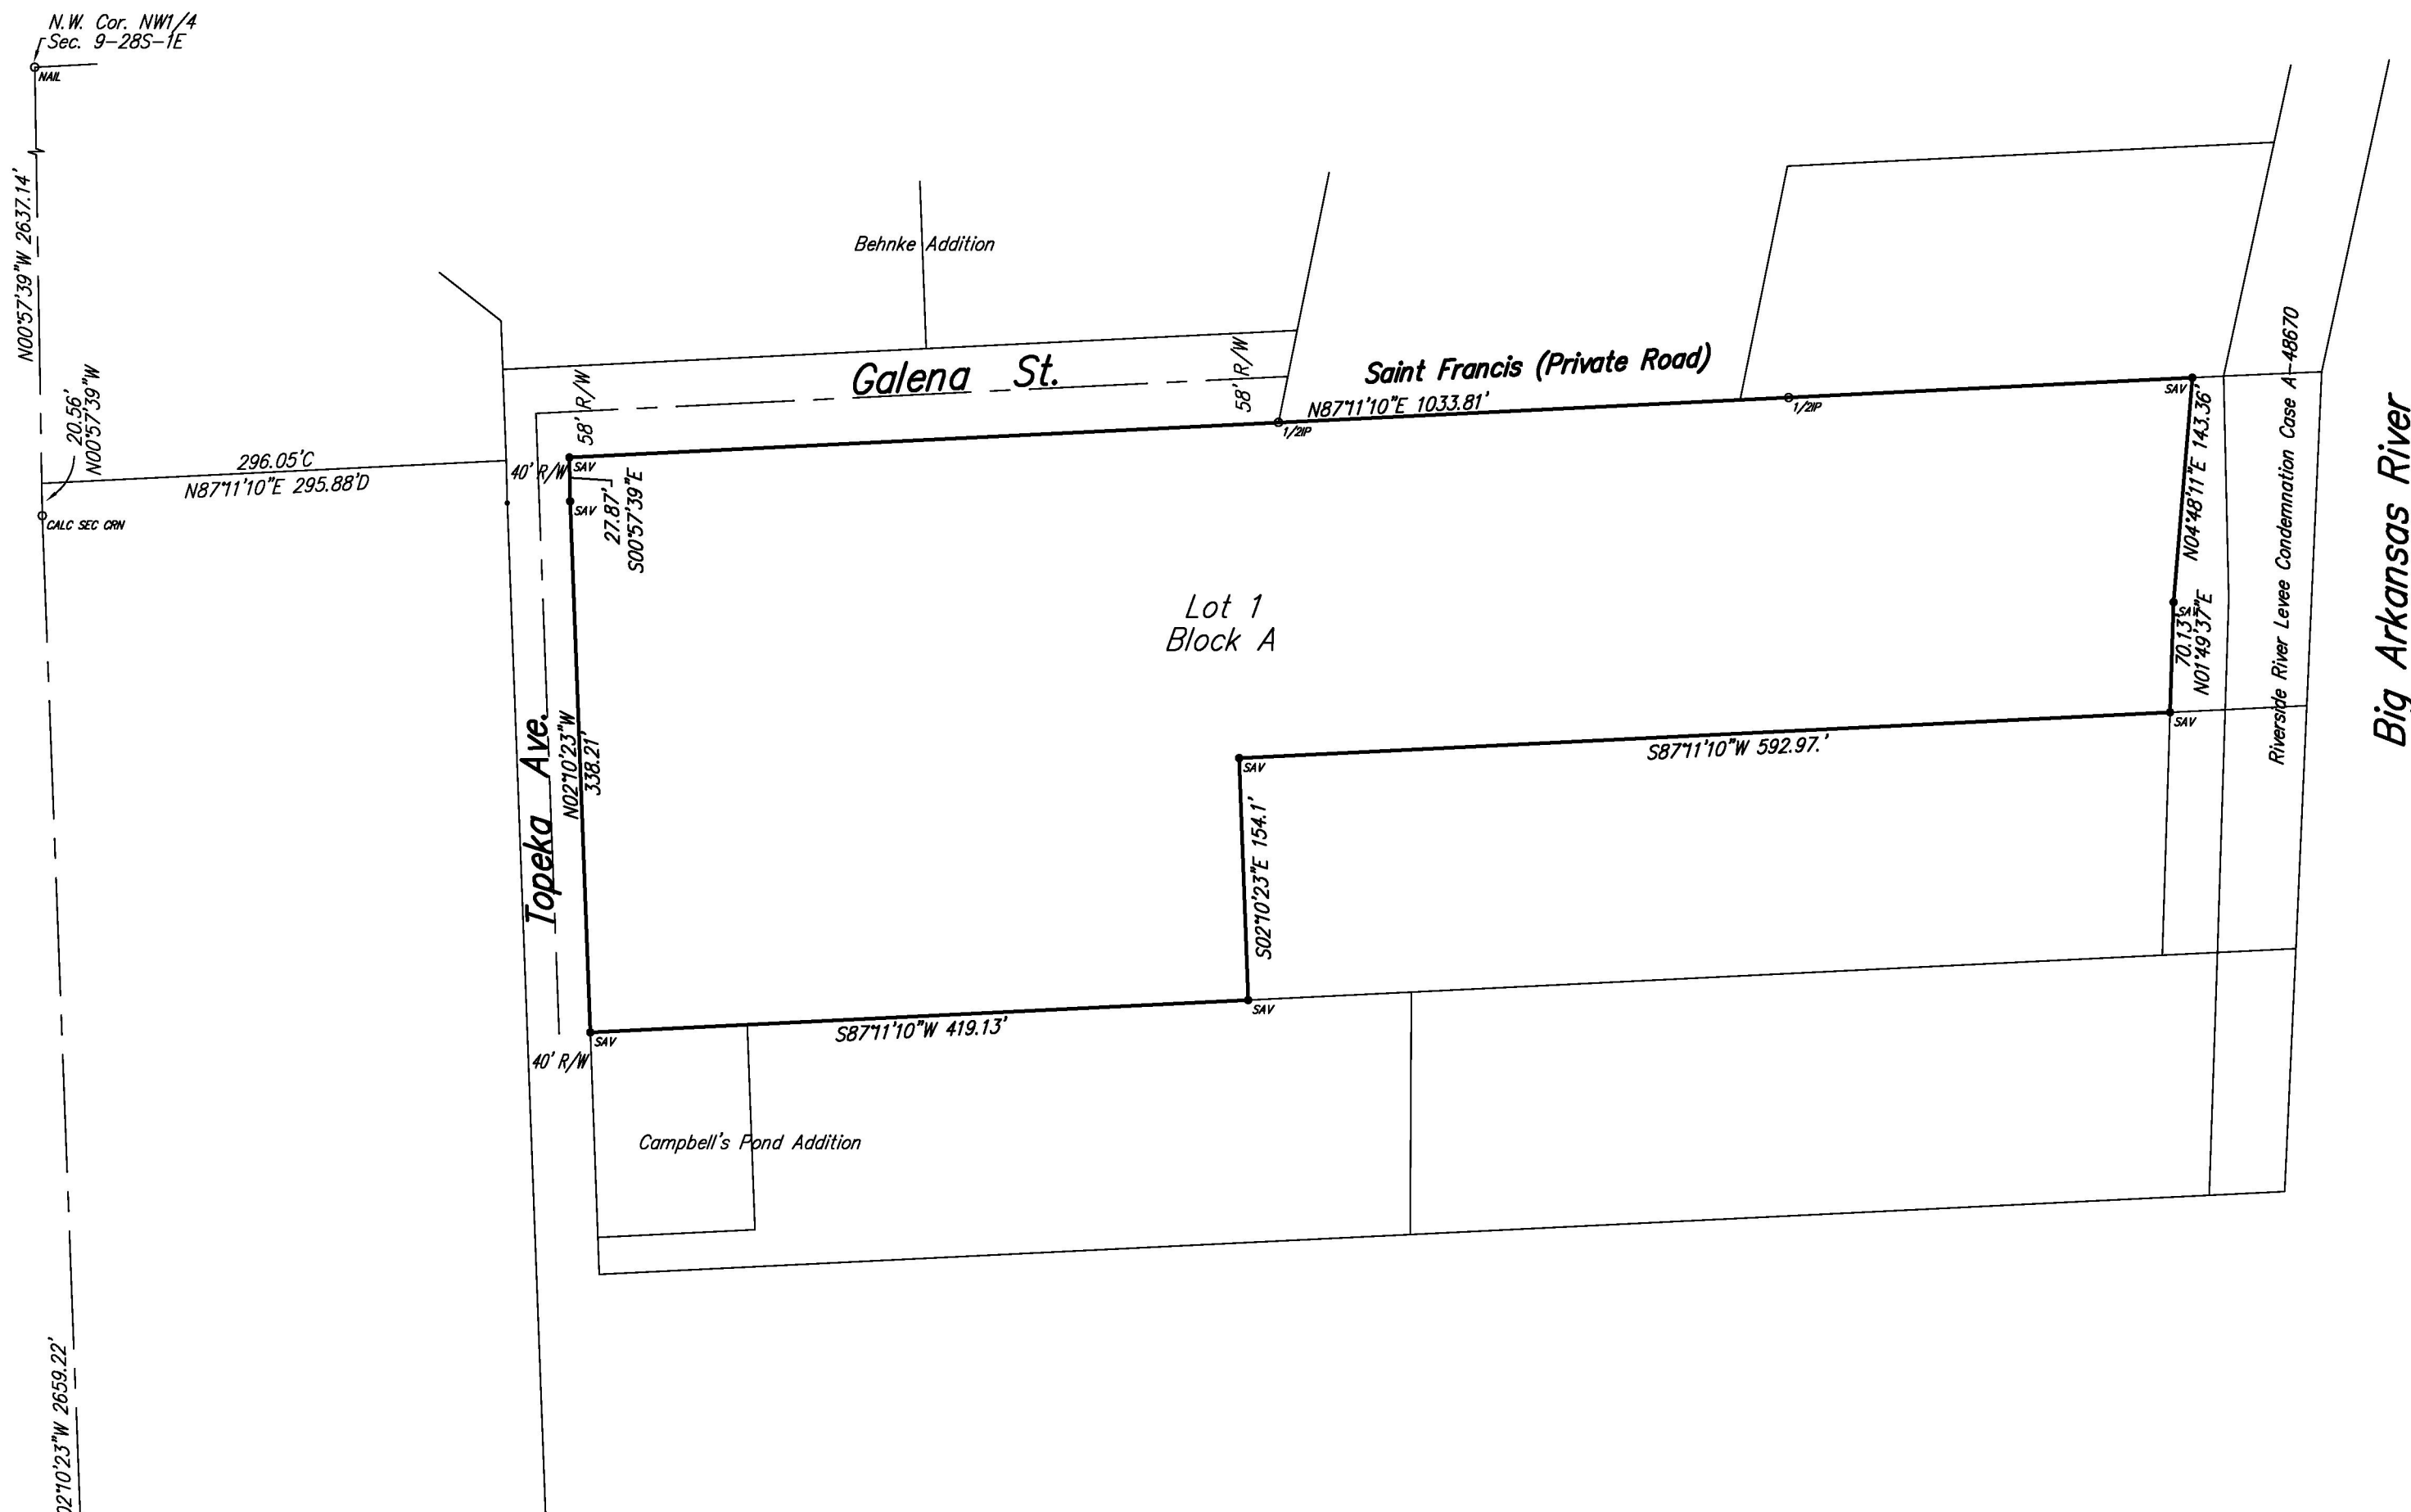 N.W. Cor. NW1/4
Sec. 9-28S-1E
NAIL
N00°57'39"W 2637.14'
20.56'
N00°57'39"W
296.05'C
N87°11'10"E 295.88'D
CALC SEC CRN
Behnke Addition
Galena St.
58' R/W
58' R/W
Saint Francis (Private Road)
N87°11'10"E 1033.81'
1/2IP
1/2IP
SAV
40' R/W
SAV
SAV
27.87'
S00°57'39"E
N04°48'11"E 143.36'
SAV
70.13'
N01°49'37"E
SAV
Riverside River Levee Condemnation Case A-48670
Big Arkansas River
Lot 1
Block A
Topeka Ave.
N02°10'23"W
338.21'
S87°11'10"W 592.97.'
SAV
S02°10'23"E 154.1'
SAV
S87°11'10"W 419.13'
SAV
40' R/W
Campbell's Pond Addition
02°10'23"W 2659.22'